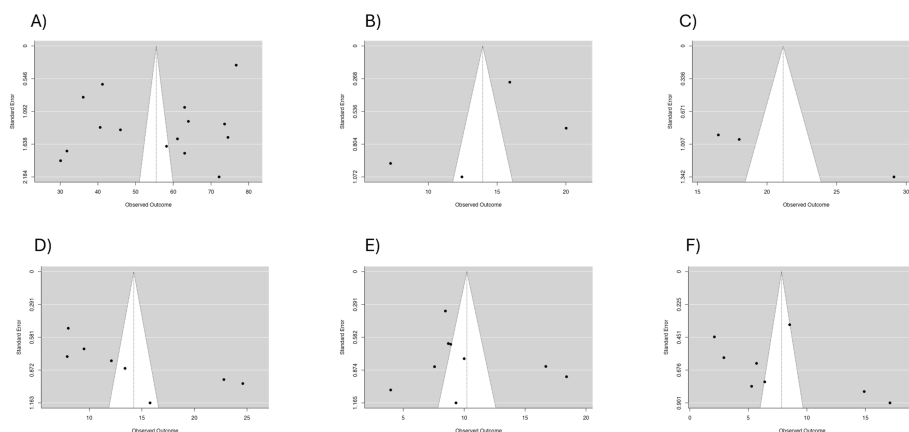 A)
B)
C)
0
0.546
1.092
1.638
2.184
Standard Error
30 40 50 60 70 80
Observed Outcome
0
0.268
0.536
0.804
1.072
Standard Error
10 15 20
Observed Outcome
0
0.336
0.671
1.007
1.342
Standard Error
15 20 25 30
Observed Outcome
D)
E)
F)
0
0.291
0.581
0.872
1.163
Standard Error
10 15 20 25
Observed Outcome
0
0.291
0.582
0.874
1.165
Standard Error
5 10 15 20
Observed Outcome
0
0.225
0.451
0.676
0.901
Standard Error
0 5 10 15
Observed Outcome